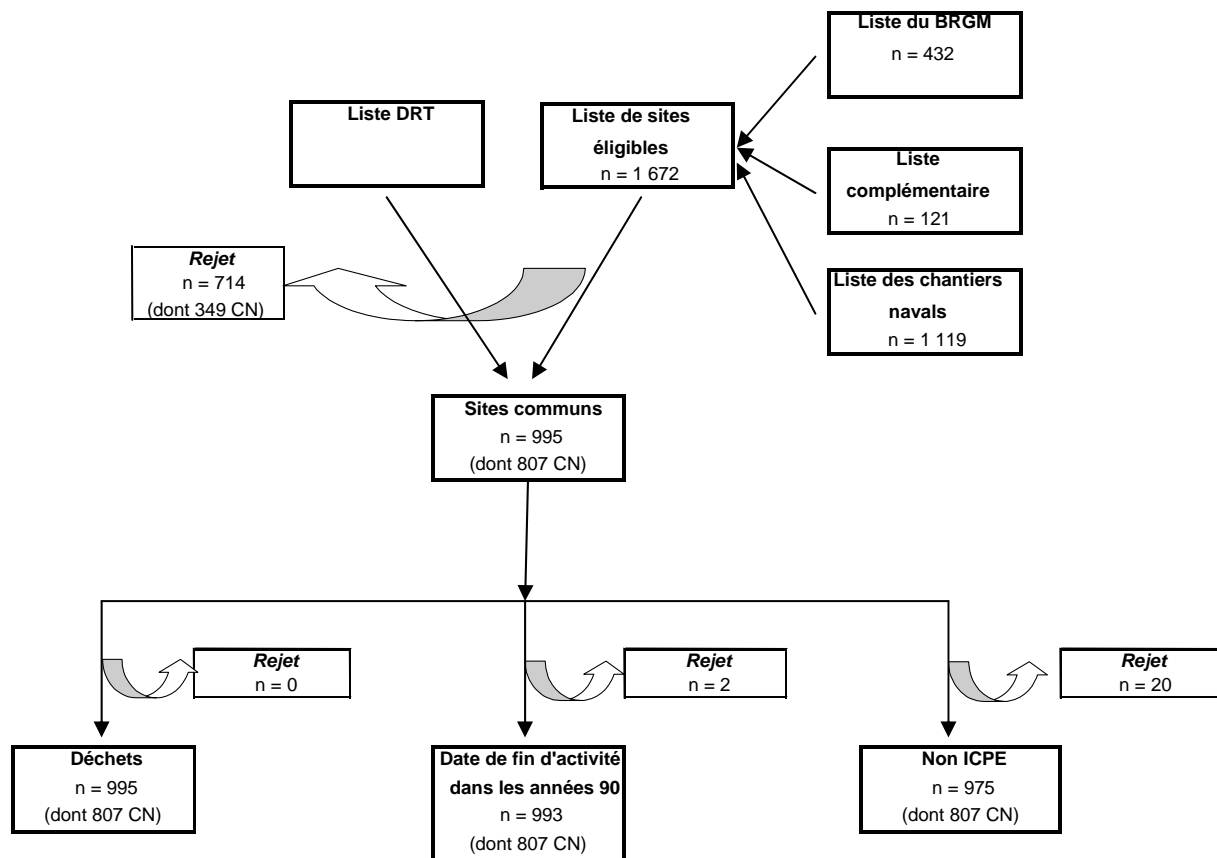 Liste du BRGM
n = 432
Liste DRT
Liste de sites
éligibles
n = 1 672
Liste
complémentaire
n = 121
Rejet
n = 714
(dont 349 CN)
Liste des chantiers
navals
n = 1 119
Sites communs
n = 995
(dont 807 CN)
Rejet
n = 0
Rejet
n = 2
Rejet
n = 20
Déchets
n = 995
(dont 807 CN)
Date de fin d'activité
dans les années 90
n = 993
(dont 807 CN)
Non ICPE
n = 975
(dont 807 CN)